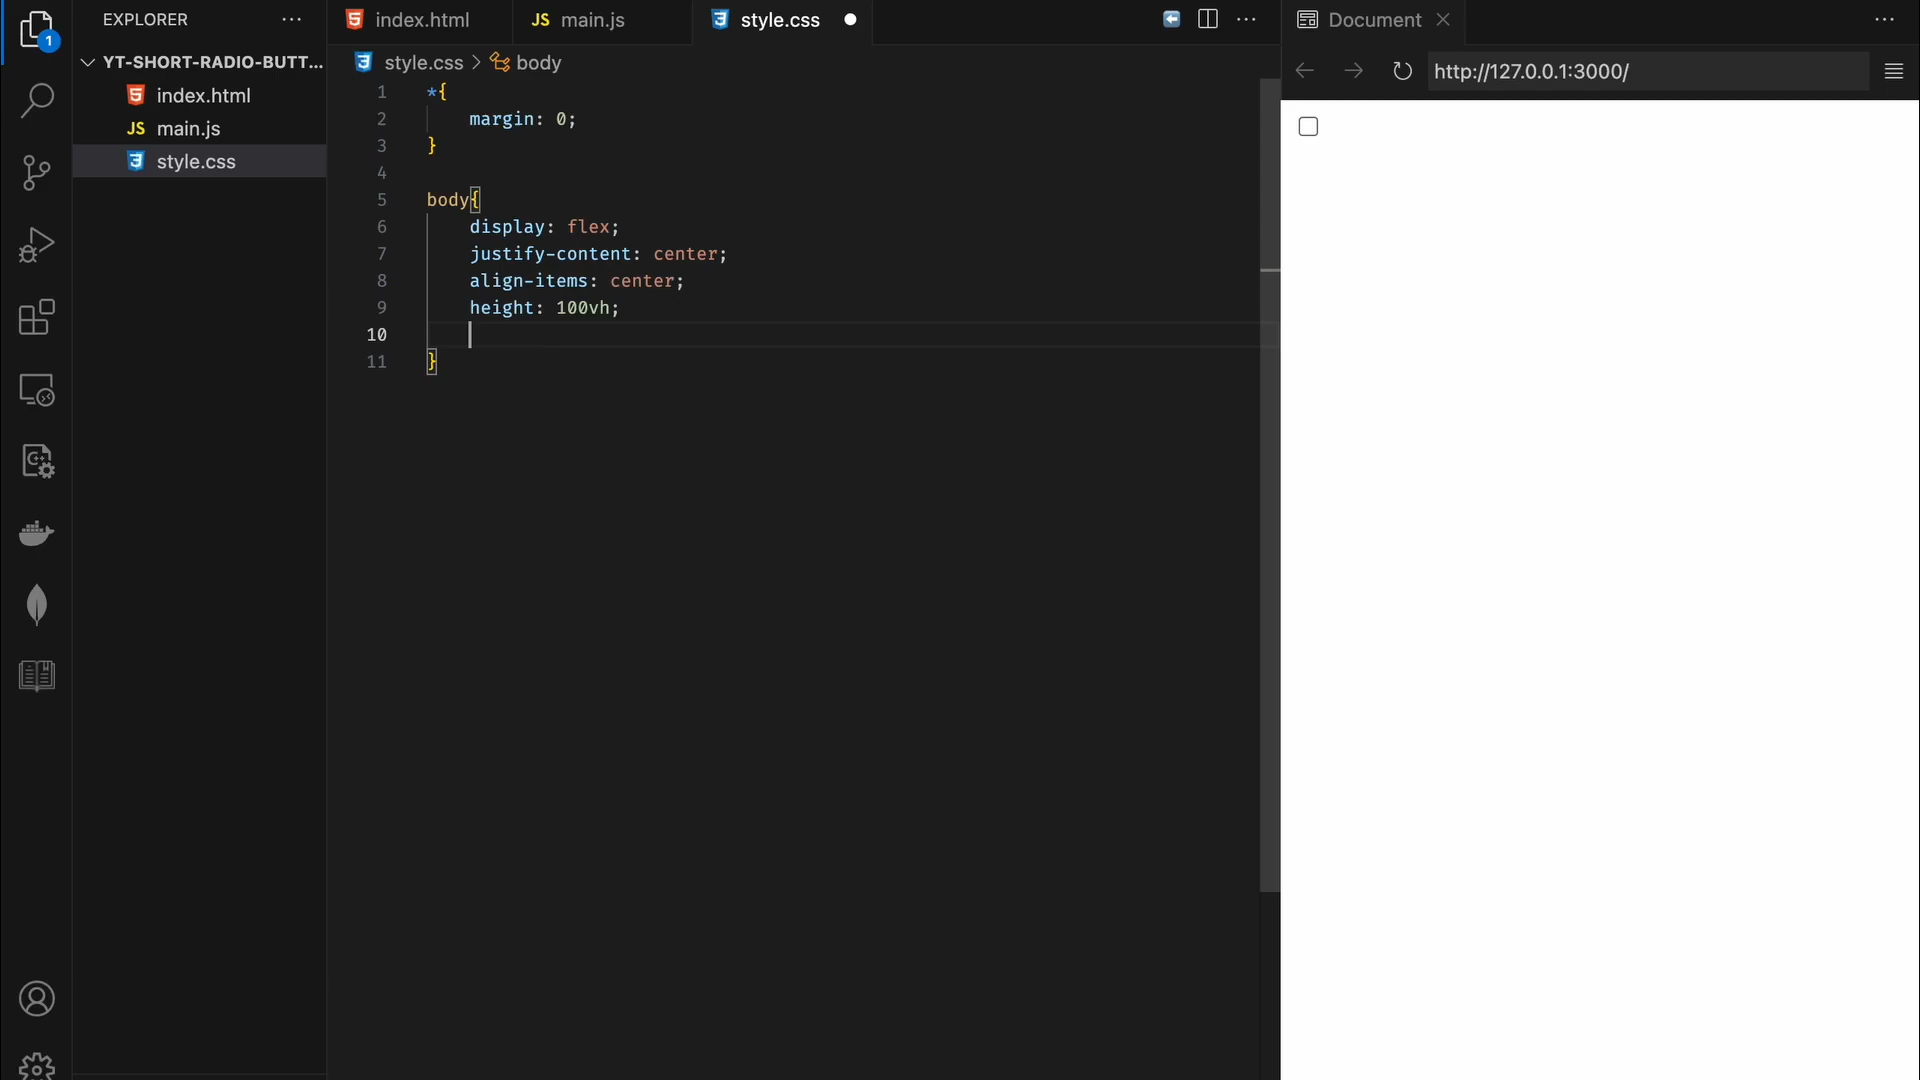 1
EXPLORER
YT-SHORT-RADIO-BUTT...
index.html
JS main.js
style.css
index.html
JS main.js
style.css
style.css > body
1 *{
2 margin: 0;
3 }
4
5 body{
6 display: flex;
7 justify-content: center;
8 align-items: center;
9 height: 100vh;
10
11 }
Document
http://127.0.0.1:3000/